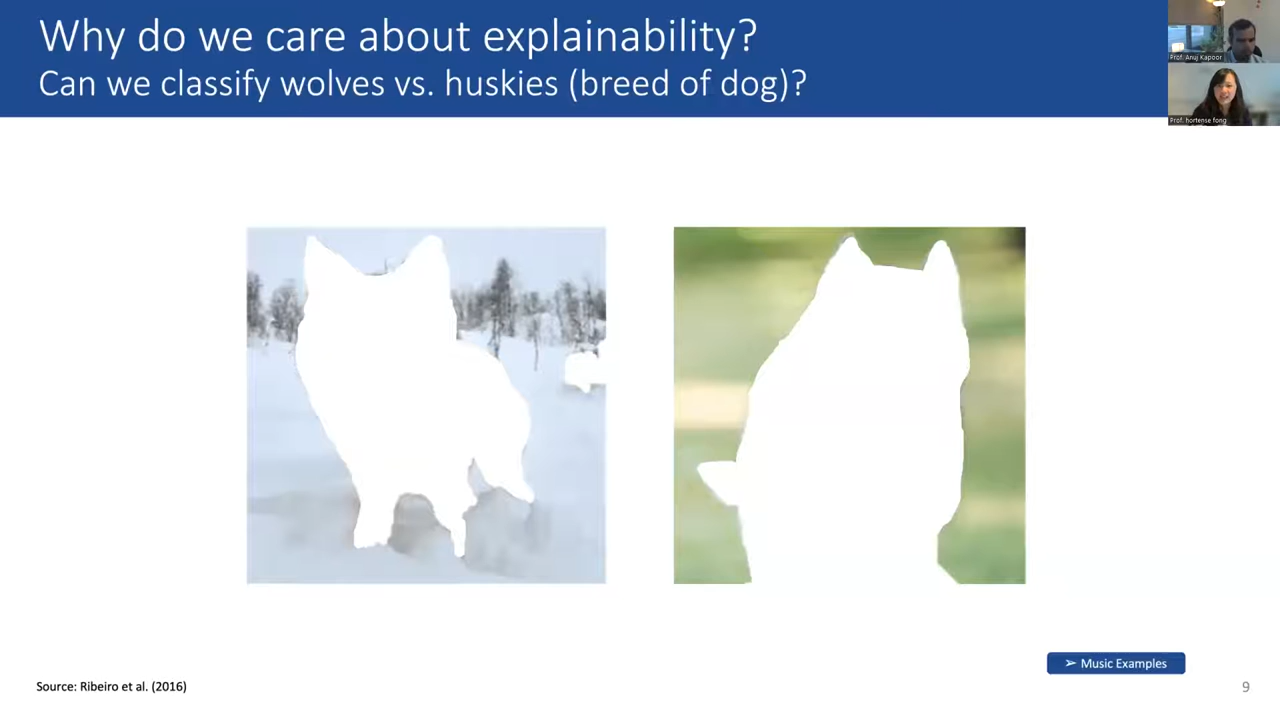 Why do we care about explainability?
Can we classify wolves vs. huskies (breed of dog)?
Prof. Anuj Kapoor
Prof. hortense fong
➢ Music Examples
Source: Ribeiro et al. (2016)
9